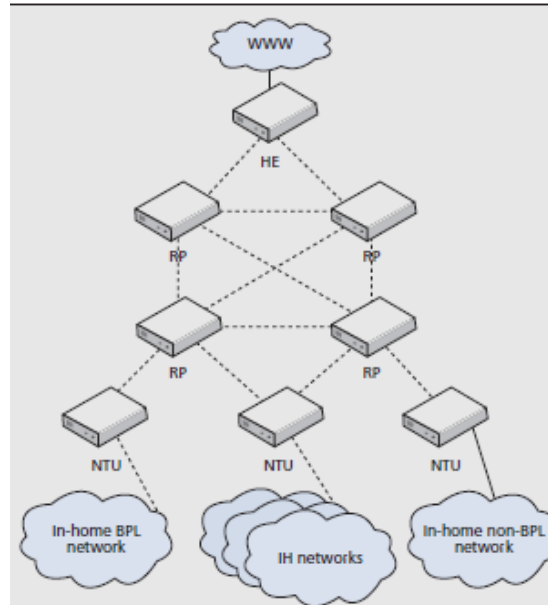 WWW
HE
RP
RP
RP
RP
NTU
NTU
NTU
In-home BPL
network
IH networks
In-home non-BPL
network